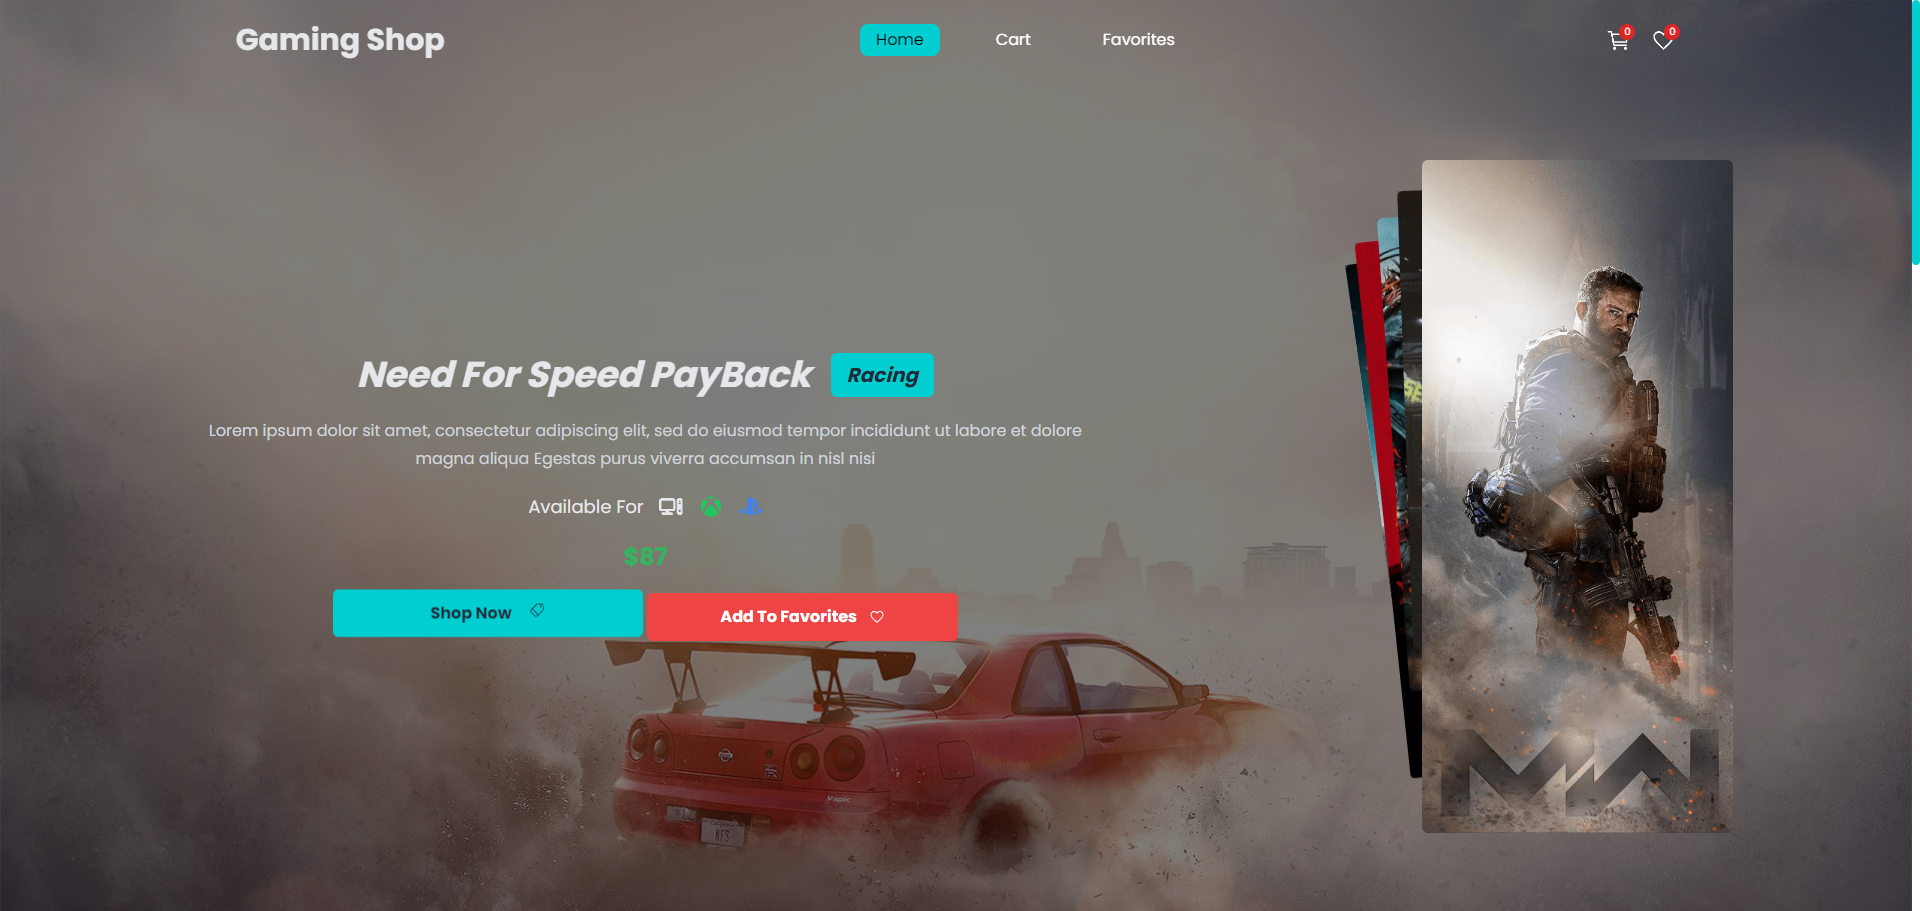 Gaming Shop
Home
Cart
Favorites
0
0
Need For Speed PayBack
Racing
Lorem ipsum dolor sit amet, consectetur adipiscing elit, sed do eiusmod tempor incididunt ut labore et dolore
magna aliqua Egestas purus viverra accumsan in nisl nisi
Available For
$87
Shop Now
Add To Favorites
V-spec
NFS
MW